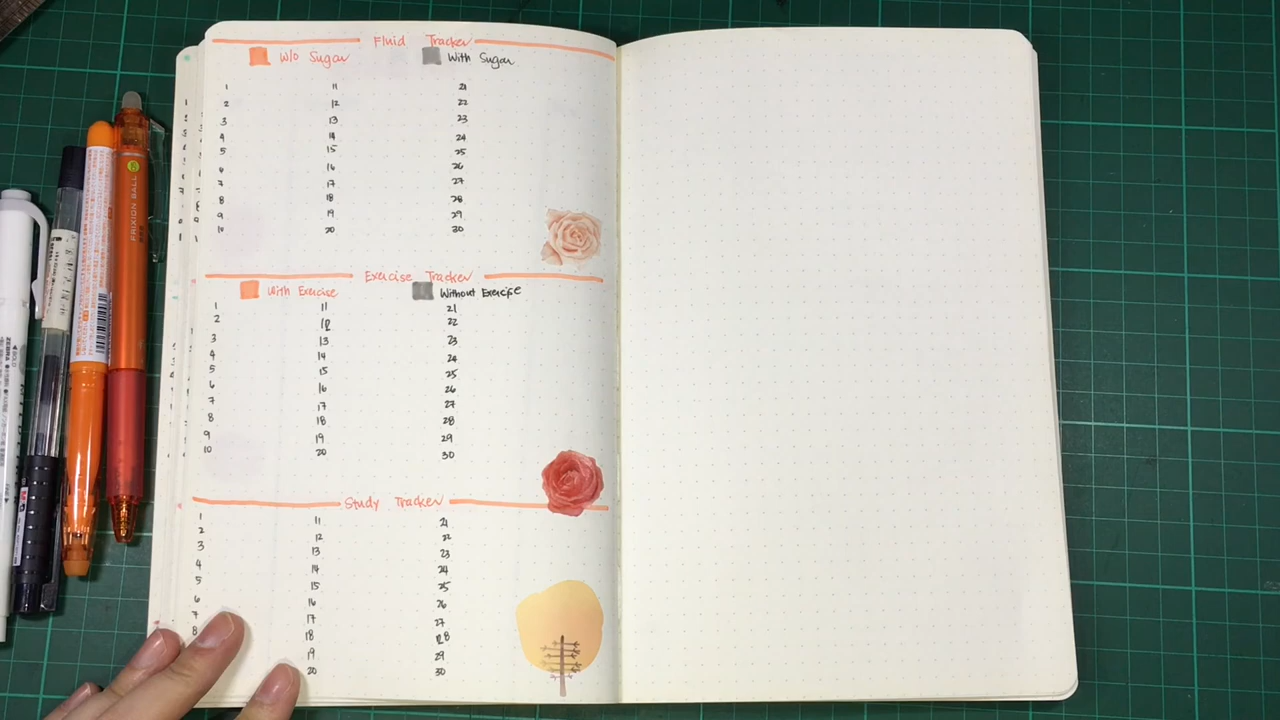 Fluid Tracker
W/o Sugar With Sugar
1 11 21
2 12 22
3 13 23
4 14 24
5 15 25
6 16 26
7 17 27
8 18 28
9 19 29
10 20 30
Exercise Tracker
With Exercise Without Exercise
1 11 21
2 12 22
3 13 23
4 14 24
5 15 25
6 16 26
7 17 27
8 18 28
9 19 29
10 20 30
Study Tracker
1 11 21
2 12 22
3 13 23
4 14 24
5 15 25
6 16 26
7 17 27
8 18 28
19 29
20 30
FRIXION BALL
ZEBRA